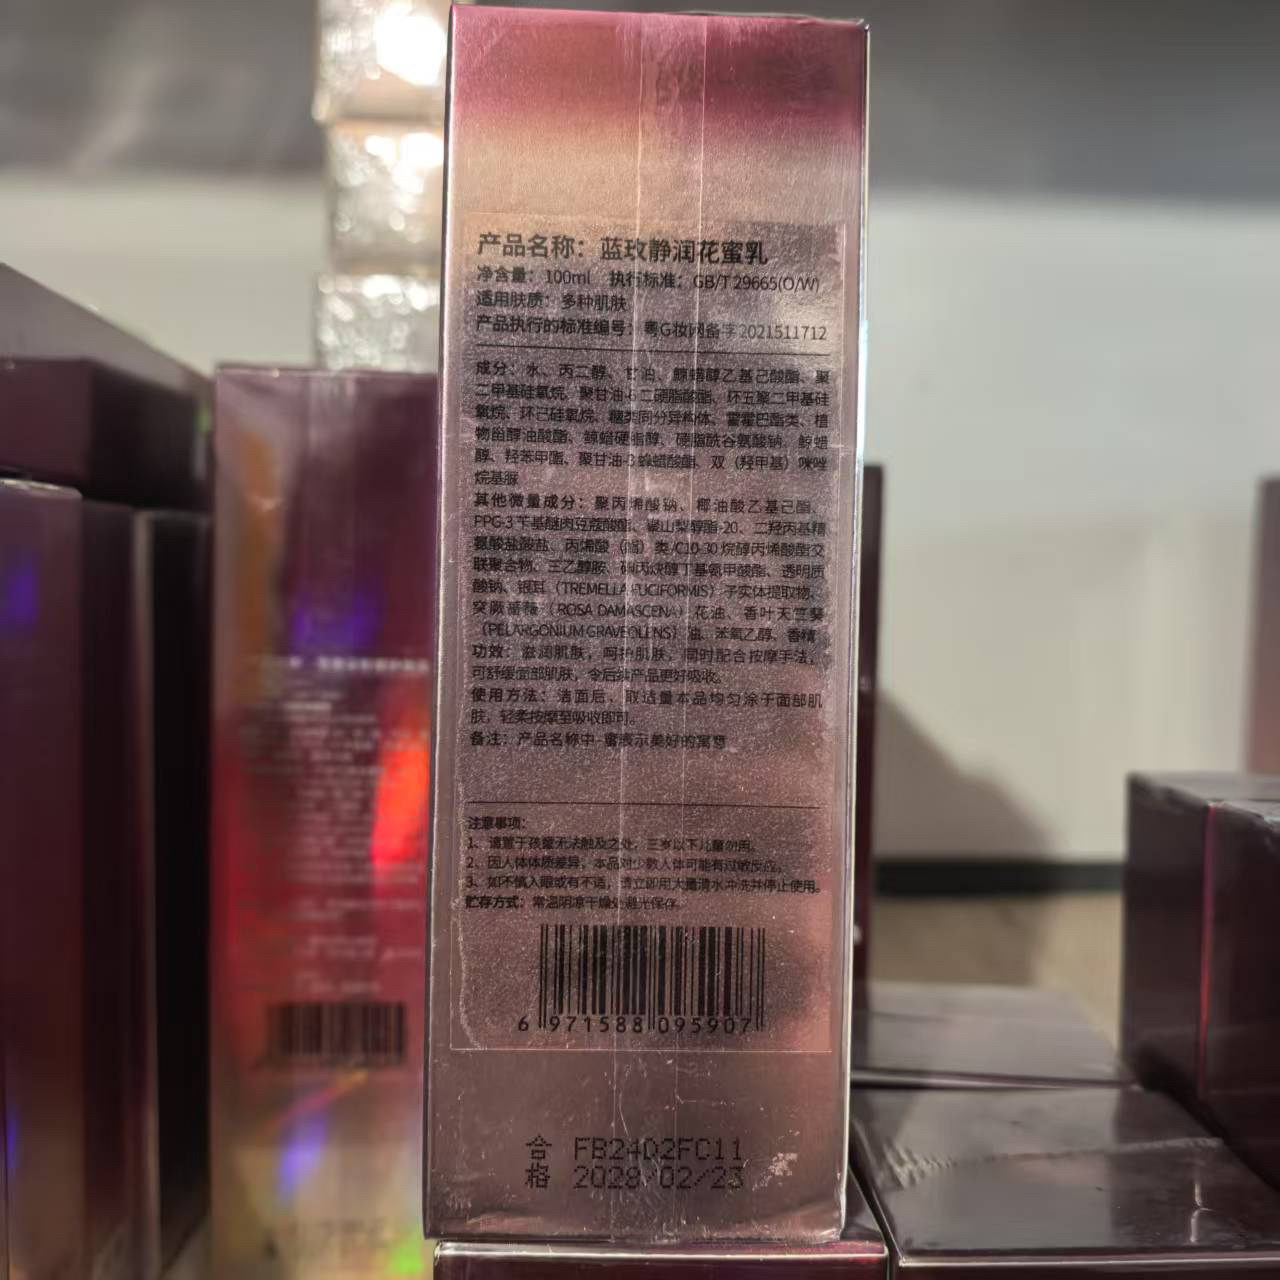 产品名称：蓝玫静润花蜜乳
净含量：100ml 执行标准：GB/T 29665(O/W)
适用肤质：多种肌肤
产品执行的标准编号：粤G妆网备字2021511712
成分：水、丙二醇、甘油、鲸蜡醇乙基己酸酯、聚
二甲基硅氧烷、聚甘油-6二硬脂酸酯、环五聚二甲基硅
氧烷、环己硅氧烷、糖类同分异构体、霍霍巴酯类、植
物甾醇油酸酯、鲸蜡硬脂醇、硬脂酰谷氨酸钠、鲸蜡
醇、羟苯甲酯、聚甘油-3蜂蜡酸酯、双（羟甲基）咪唑
烷基脲
其他微量成分：聚丙烯酸钠、椰油酸乙基己酯、
PPG-3苄基醚肉豆蔻酸酯、聚山梨醇酯-20、二羟丙基精
氨酸盐酸盐、丙烯酸（酯）类/C10-30烷醇丙烯酸酯交
联聚合物、三乙醇胺、碘丙炔醇丁基氨甲酸酯、透明质
酸钠、银耳（TREMELLA FUCIFORMIS）子实体提取物、
突厥蔷薇（ROSA DAMASCENA）花油、香叶天竺葵
（PELARGONIUM GRAVEOLENS）油、苯氧乙醇、香精
功效：滋润肌肤，呵护肌肤，同时配合按摩手法，
可舒缓面部肌肤，令后续产品更好吸收。
使用方法：洁面后、取适量本品均匀涂于面部肌
肤，轻柔按摩至吸收即可。
备注：产品名称中-蜜表示美好的寓意
注意事项：
1、请置于孩童无法触及之处，三岁以下儿童勿用。
2、因人体体质差异，本品对少数人体可能有过敏反应。
3、如不慎入眼或有不适，请立即用大量清水冲洗并停止使用。
贮存方式：常温阴凉干燥处避光保存。
6 971588 095907
合格 FB24D2FC11
2028/02/23